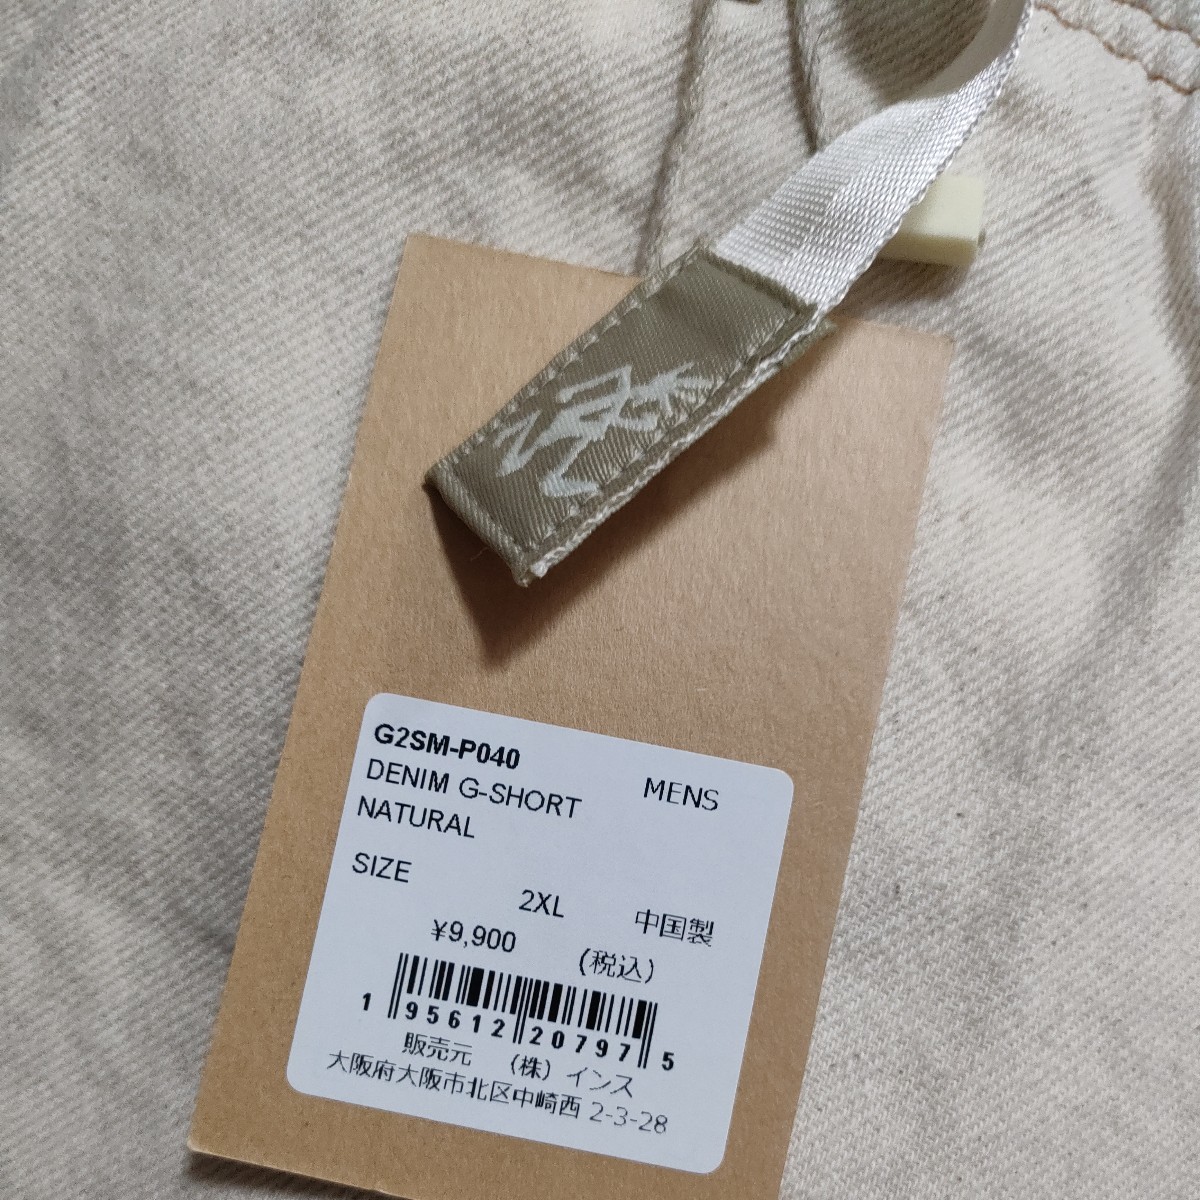 G2SM-P040
DENIM G-SHORT MENS
NATURAL
SIZE
2XL 中国製
¥9,900 (税込)
1 95612 20797 5
販売元 (株) インス
大阪府大阪市北区中崎西 2-3-28